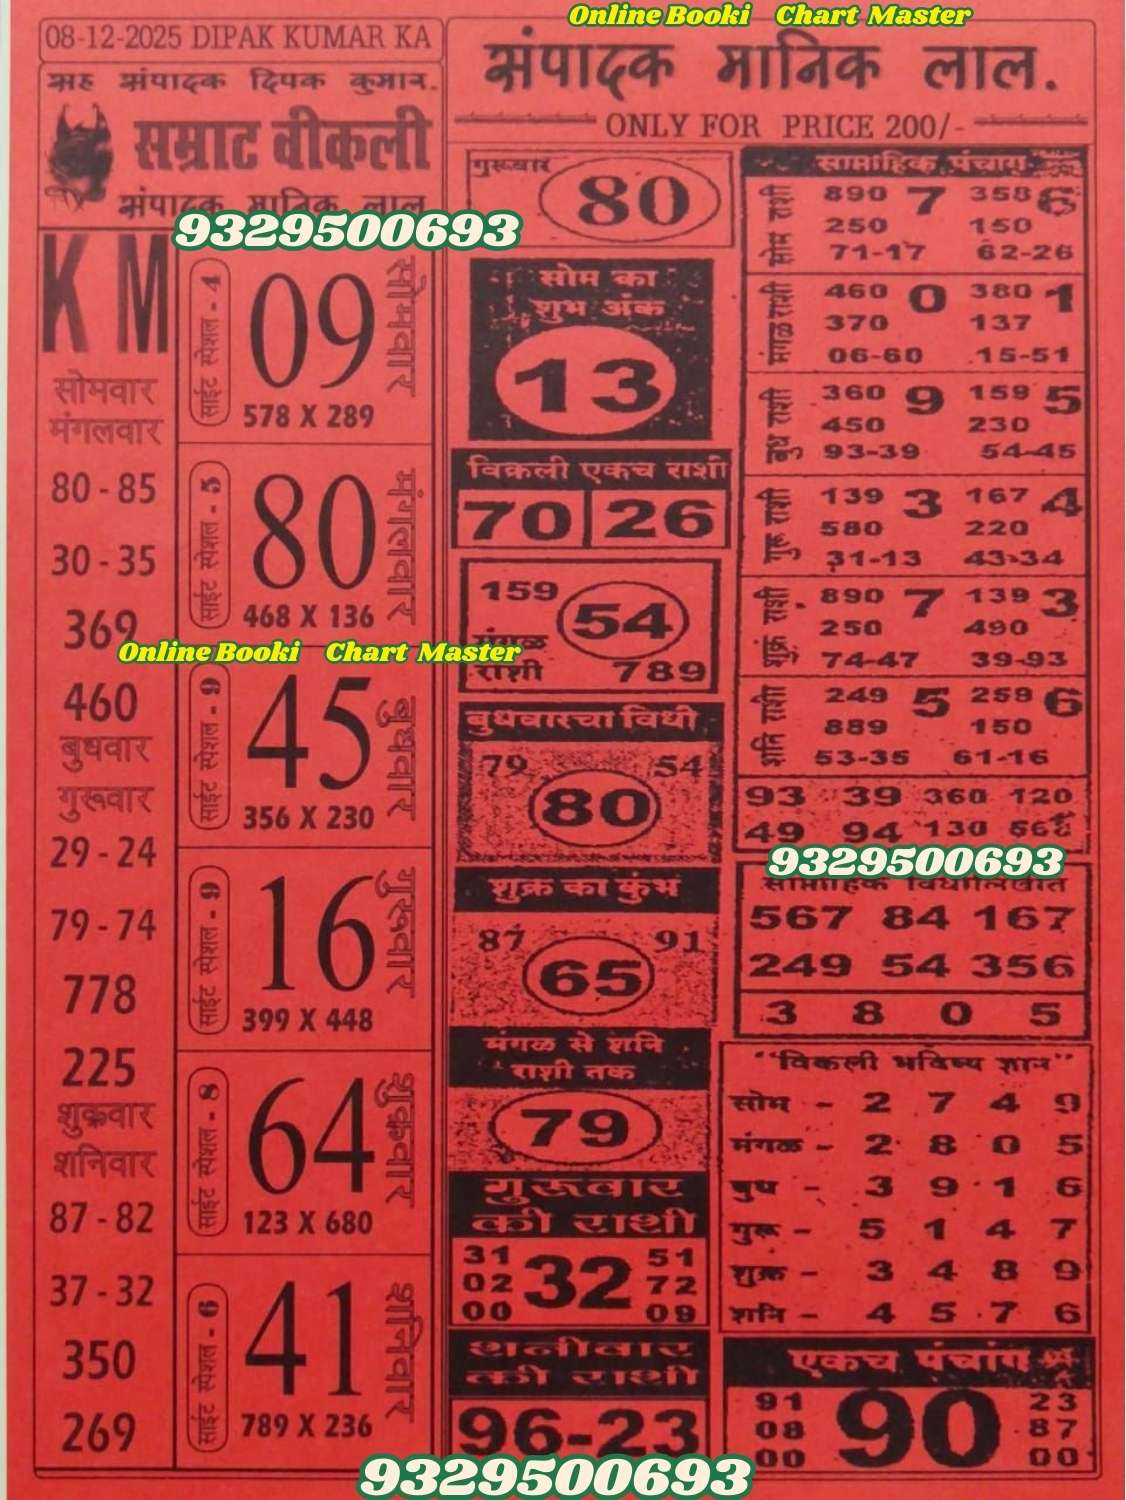 Online Booki Chart Master
08-12-2025 DIPAK KUMAR KA
सह संपादक दिपक कुमार.
सम्राट वीकली
संपादक मानिक लाल
9329500693
K M
सोमवार
मंगलवार
80 - 85
30 - 35
369
460
बुधवार
गुरूवार
29 - 24
79 - 74
778
225
शुक्रवार
शनिवार
87 - 82
37 - 32
350
269
साईट स्पेशल - 4
09
सोमवार
578 X 289
साईट स्पेशल - 5
80
मंगलवार
468 X 136
Online Booki Chart Master
साईट स्पेशल - 9
45
बुधवार
356 X 230
साईट स्पेशल - 9
16
गुरूवार
399 X 448
साईट स्पेशल - 8
64
शुक्रवार
123 X 680
साईट स्पेशल - 6
41
शनिवार
789 X 236
संपादक मानिक लाल.
ONLY FOR PRICE 200/-
गुरूवार
80
सोम का
शुभ अंक
13
विक्रली एकच राशी
70 26
159
54
मंगळ
राशी 789
बुधवारचा विधी
79 54
80
शुक्र का कुंभ
87 91
65
मंगळ से शनि
राशी तक
79
गुरूवार
की राशी
31 51
02 32 72
00 09
शनीवार
की राशी
96-23
साप्ताहिक पंचांग
सोम राशी
890 7 358 6
250 150
71-17 62-26
मंगळ राशी
460 0 380 1
370 137
06-60 15-51
बुध राशी
360 9 159 5
450 230
93-39 54-45
गुरू राशी
139 3 167 4
580 220
31-13 43-34
शुक्र राशी
890 7 139 3
250 490
74-47 39-93
शनि राशी
249 5 259 6
889 150
53-35 61-16
93 39 360 120
49 94 130
9329500693
साप्ताहिक
567 84 167
249 54 356
3 8 0 5
"विकली भविष्य ज्ञान"
सोम - 2 7 4 9
मंगळ - 2 8 0 5
बुध - 3 9 1 6
गुरू - 5 1 4 7
शुक्र - 3 4 8 9
शनि - 4 5 7 6
एकच पंचांग
91 23
08 90 87
00 00
9329500693